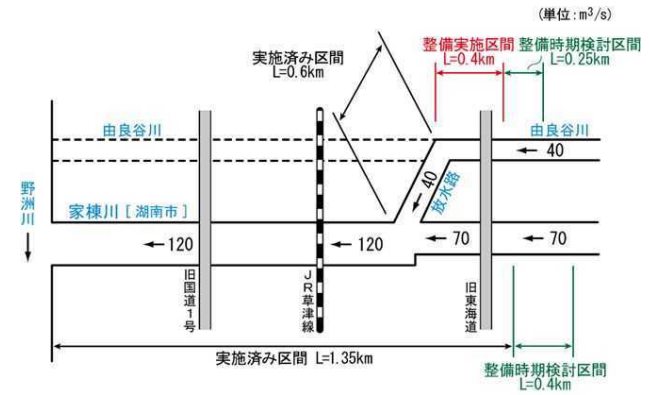 (単位:m³/s)
整備実施区間
L=0.4km
整備時期検討区間
L=0.25km
実施済み区間
L=0.6km
由良谷川
由良谷川
← 40
40
放水路
野洲川
家棟川[湖南市]
←120
←120
← 70
← 70
旧国道1号
JR草津線
旧東海道
実施済み区間 L=1.35km
整備時期検討区間
L=0.4km